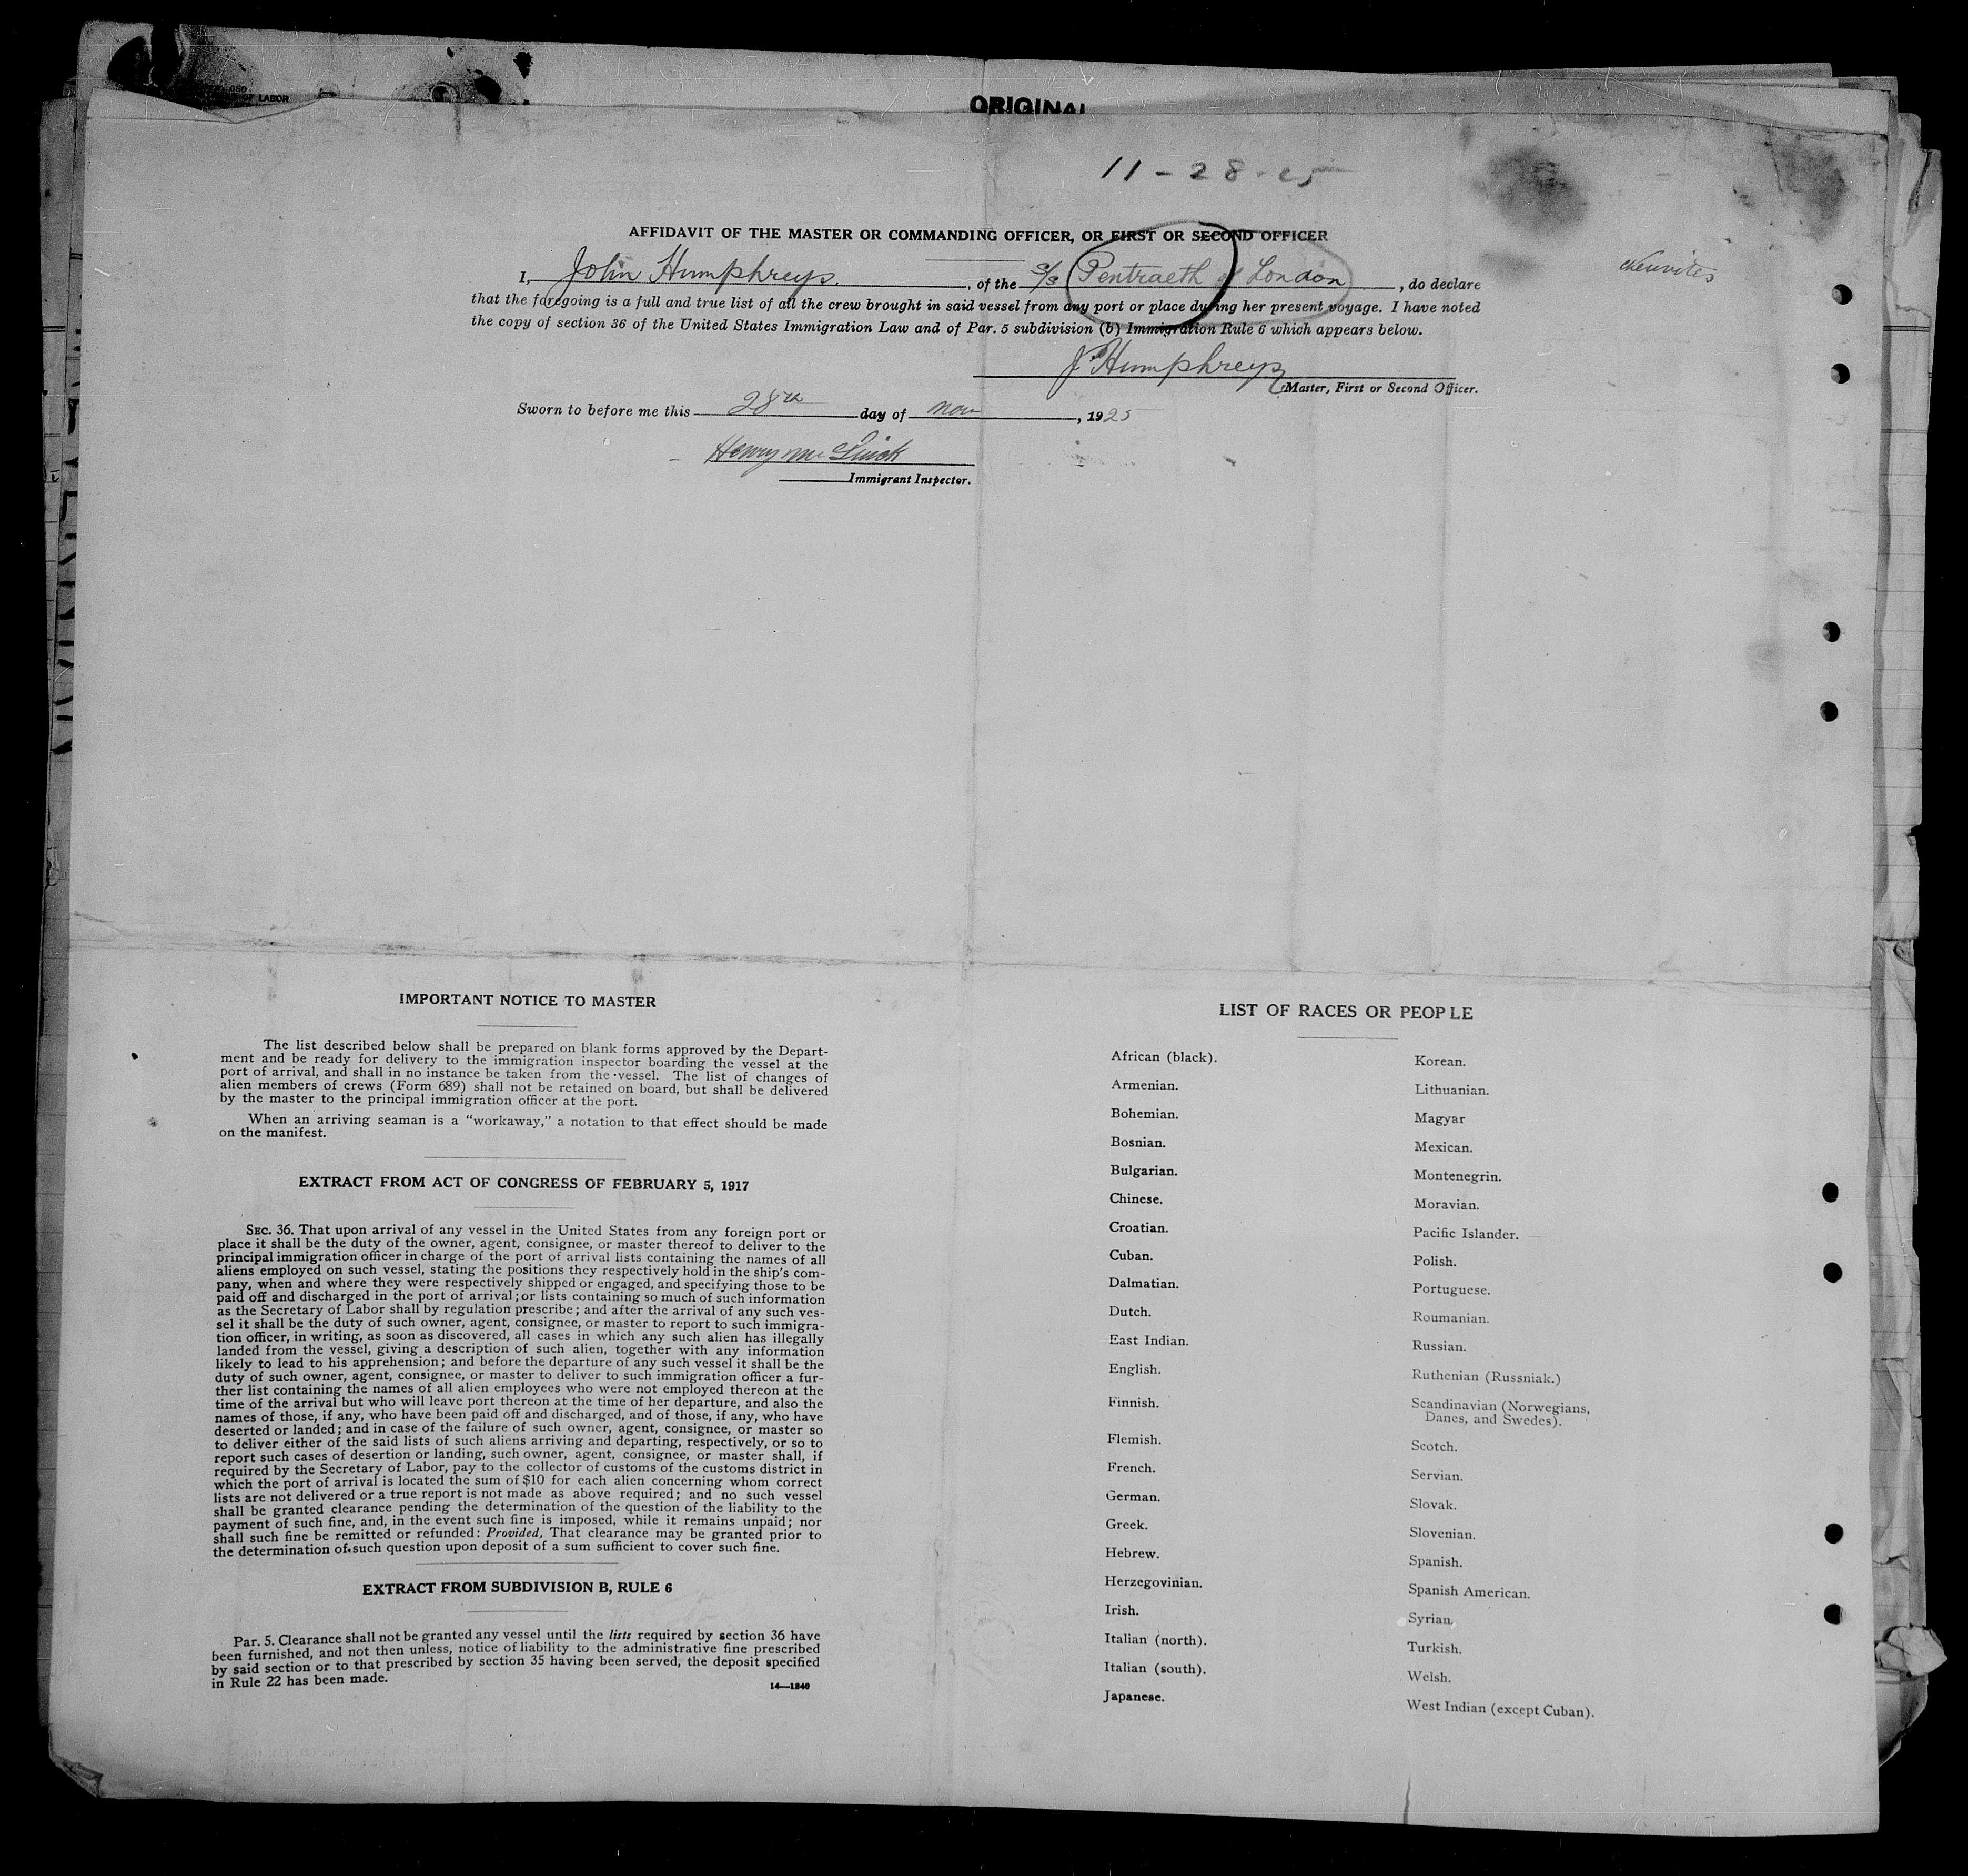 680
OF LABOR
ORIGINAL
11-28-25
AFFIDAVIT OF THE MASTER OR COMMANDING OFFICER, OR FIRST OR SECOND OFFICER
I, John Humphreys, of the S/S Pentraeth of London, do declare
that the foregoing is a full and true list of all the crew brought in said vessel from any port or place during her present voyage. I have noted
the copy of section 36 of the United States Immigration Law and of Par. 5 subdivision (b) Immigration Rule 6 which appears below.
J Humphreys
Master, First or Second Officer.
Sworn to before me this 28th day of Nov, 1925
Henry Mc
Immigrant Inspector.
IMPORTANT NOTICE TO MASTER
The list described below shall be prepared on blank forms approved by the Depart-
ment and be ready for delivery to the immigration inspector boarding the vessel at the
port of arrival, and shall in no instance be taken from the vessel. The list of changes of
alien members of crews (Form 689) shall not be retained on board, but shall be delivered
by the master to the principal immigration officer at the port.
When an arriving seaman is a "workaway," a notation to that effect should be made
on the manifest.
EXTRACT FROM ACT OF CONGRESS OF FEBRUARY 5, 1917
SEC. 36. That upon arrival of any vessel in the United States from any foreign port or
place it shall be the duty of the owner, agent, consignee, or master thereof to deliver to the
principal immigration officer in charge of the port of arrival lists containing the names of all
aliens employed on such vessel, stating the positions they respectively hold in the ship's com-
pany, when and where they were respectively shipped or engaged, and specifying those to be
paid off and discharged in the port of arrival; or lists containing so much of such information
as the Secretary of Labor shall by regulation prescribe; and after the arrival of any such ves-
sel it shall be the duty of such owner, agent, consignee, or master to report to such immigra-
tion officer, in writing, as soon as discovered, all cases in which any such alien has illegally
landed from the vessel, giving a description of such alien, together with any information
likely to lead to his apprehension; and before the departure of any such vessel it shall be the
duty of such owner, agent, consignee, or master to deliver to such immigration officer a fur-
ther list containing the names of all alien employees who were not employed thereon at the
time of the arrival but who will leave port thereon at the time of her departure, and also the
names of those, if any, who have been paid off and discharged, and of those, if any, who have
deserted or landed; and in case of the failure of such owner, agent, consignee, or master so
to deliver either of the said lists of such aliens arriving and departing, respectively, or so to
report such cases of desertion or landing, such owner, agent, consignee, or master shall, if
required by the Secretary of Labor, pay to the collector of customs of the customs district in
which the port of arrival is located the sum of $10 for each alien concerning whom correct
lists are not delivered or a true report is not made as above required; and no such vessel
shall be granted clearance pending the determination of the question of the liability to the
payment of such fine, and, in the event such fine is imposed, while it remains unpaid; nor
shall such fine be remitted or refunded: Provided, That clearance may be granted prior to
the determination of such question upon deposit of a sum sufficient to cover such fine.
EXTRACT FROM SUBDIVISION B, RULE 6
Par. 5. Clearance shall not be granted any vessel until the lists required by section 36 have
been furnished, and not then unless, notice of liability to the administrative fine prescribed
by said section or to that prescribed by section 35 having been served, the deposit specified
in Rule 22 has been made.
14—1240
LIST OF RACES OR PEOPLE
African (black).
Armenian.
Bohemian.
Bosnian.
Bulgarian.
Chinese.
Croatian.
Cuban.
Dalmatian.
Dutch.
East Indian.
English.
Finnish.
Flemish.
French.
German.
Greek.
Hebrew.
Herzegovinian.
Irish.
Italian (north).
Italian (south).
Japanese.
Korean.
Lithuanian.
Magyar
Mexican.
Montenegrin.
Moravian.
Pacific Islander.
Polish.
Portuguese.
Roumanian.
Russian.
Ruthenian (Russniak.)
Scandinavian (Norwegians,
Danes, and Swedes).
Scotch.
Servian.
Slovak.
Slovenian.
Spanish.
Spanish American.
Syrian.
Turkish.
Welsh.
West Indian (except Cuban).